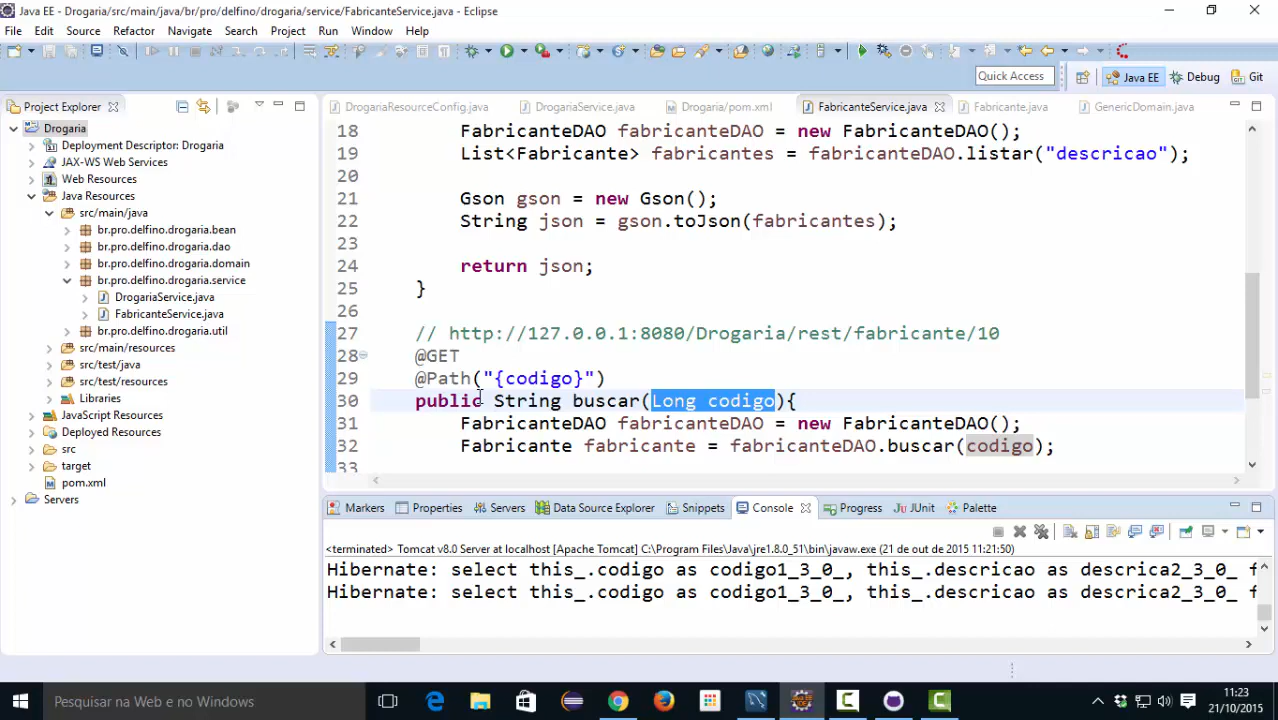 Java EE - Drogaria/src/main/java/br/pro/delfino/drogaria/service/FabricanteService.java - Eclipse
File Edit Source Refactor Navigate Search Project Run Window Help
Quick Access
Java EE
Debug
Git
Project Explorer
Drogaria
Deployment Descriptor: Drogaria
JAX-WS Web Services
Web Resources
Java Resources
src/main/java
br.pro.delfino.drogaria.bean
br.pro.delfino.drogaria.dao
br.pro.delfino.drogaria.domain
br.pro.delfino.drogaria.service
DrogariaService.java
FabricanteService.java
br.pro.delfino.drogaria.util
src/main/resources
src/test/java
src/test/resources
Libraries
JavaScript Resources
Deployed Resources
src
target
pom.xml
Servers
DrogariaResourceConfig.java DrogariaService.java Drogaria/pom.xml FabricanteService.java Fabricante.java GenericDomain.java
18 FabricanteDAO fabricanteDAO = new FabricanteDAO();
19 List<Fabricante> fabricantes = fabricanteDAO.listar("descricao");
20
21 Gson gson = new Gson();
22 String json = gson.toJson(fabricantes);
23
24 return json;
25 }
26
27 // http://127.0.0.1:8080/Drogaria/rest/fabricante/10
28 @GET
29 @Path("{codigo}")
30 public String buscar(Long codigo){
31 FabricanteDAO fabricanteDAO = new FabricanteDAO();
32 Fabricante fabricante = fabricanteDAO.buscar(codigo);
33
Markers Properties Servers Data Source Explorer Snippets Console Progress JUnit Palette
<terminated> Tomcat v8.0 Server at localhost [Apache Tomcat] C:\Program Files\Java\jre1.8.0_51\bin\javaw.exe (21 de out de 2015 11:21:50)
Hibernate: select this_.codigo as codigo1_3_0_, this_.descricao as descrica2_3_0_ f
Hibernate: select this_.codigo as codigo1_3_0_, this_.descricao as descrica2_3_0_ f
Pesquisar na Web e no Windows
11:23
21/10/2015